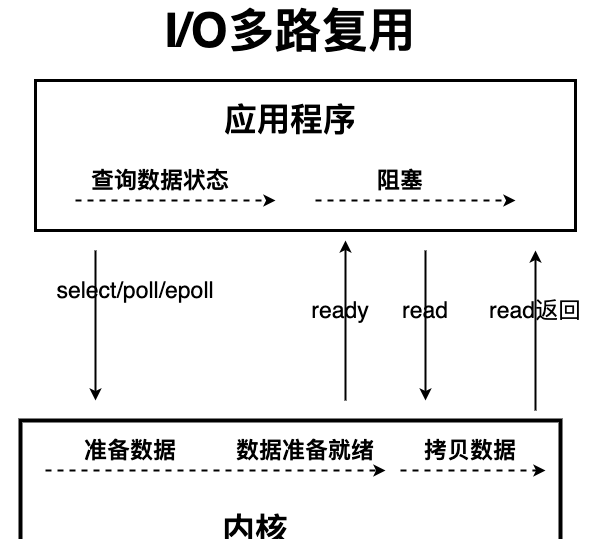 I/O多路复用
应用程序
查询数据状态
阻塞
select/poll/epoll
ready
read
read返回
准备数据
数据准备就绪
拷贝数据
内核